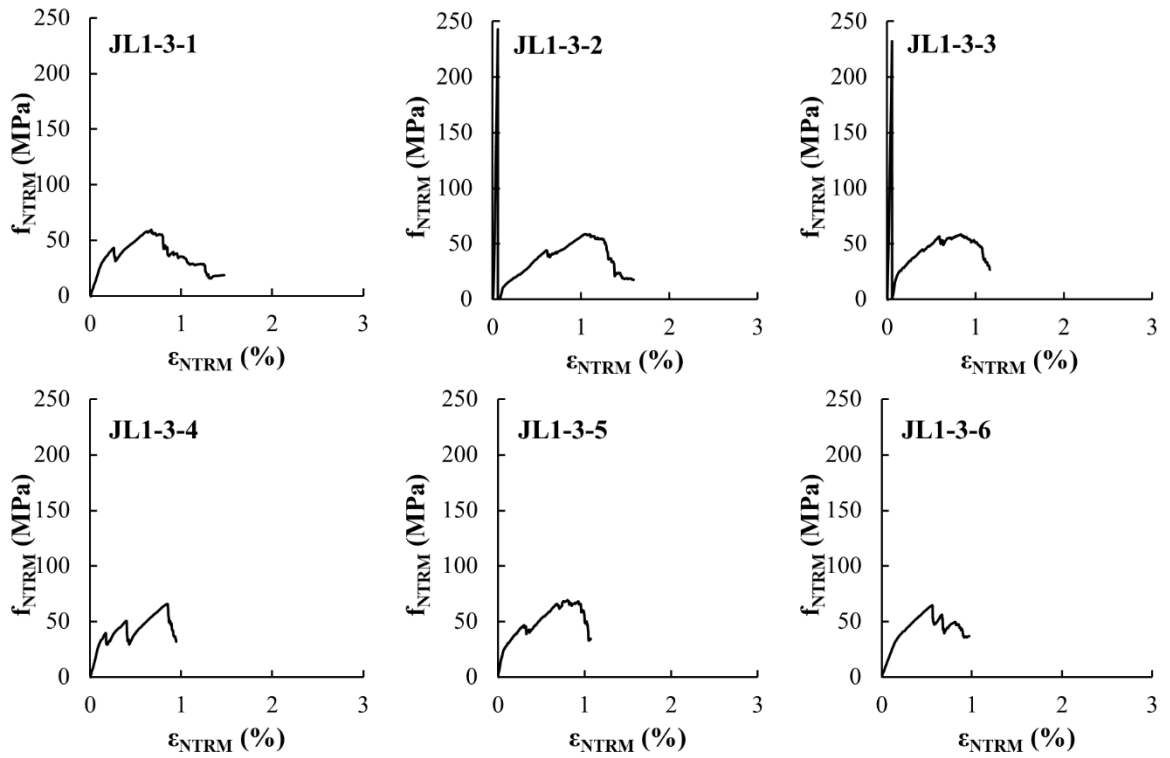 250
200
150
100
50
0
f_NTRM (MPa)
JL1-3-1
0 1 2 3
ε_NTRM (%)
250
200
150
100
50
0
f_NTRM (MPa)
JL1-3-2
0 1 2 3
ε_NTRM (%)
250
200
150
100
50
0
f_NTRM (MPa)
JL1-3-3
0 1 2 3
ε_NTRM (%)
250
200
150
100
50
0
f_NTRM (MPa)
JL1-3-4
0 1 2 3
ε_NTRM (%)
250
200
150
100
50
0
f_NTRM (MPa)
JL1-3-5
0 1 2 3
ε_NTRM (%)
250
200
150
100
50
0
f_NTRM (MPa)
JL1-3-6
0 1 2 3
ε_NTRM (%)